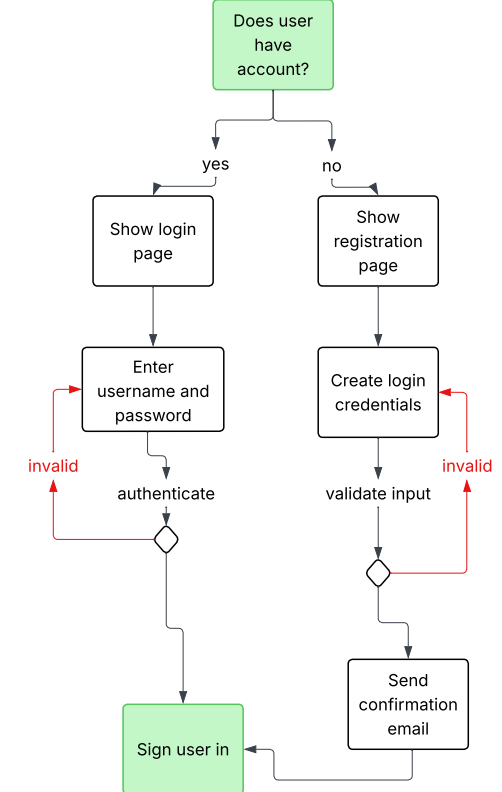 Does user
have
account?
yes
no
Show login
page
Show
registration
page
Enter
username and
password
Create login
credentials
invalid
invalid
authenticate
validate input
Send
confirmation
email
Sign user in